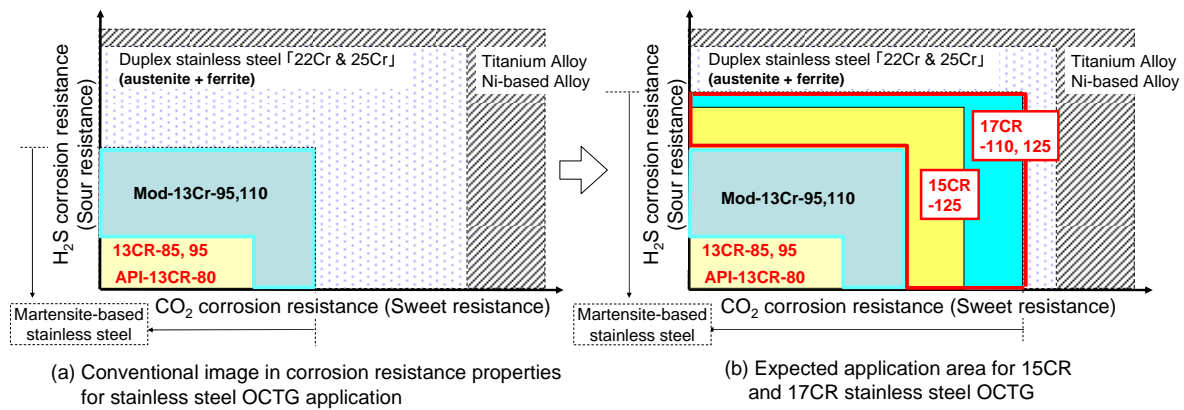 H₂S corrosion resistance
(Sour resistance)
Duplex stainless steel「22Cr & 25Cr」
(austenite + ferrite)
Titanium Alloy
Ni-based Alloy
Mod-13Cr-95,110
13CR-85, 95
API-13CR-80
CO₂ corrosion resistance (Sweet resistance)
Martensite-based
stainless steel
(a) Conventional image in corrosion resistance properties
for stainless steel OCTG application
H₂S corrosion resistance
(Sour resistance)
Duplex stainless steel「22Cr & 25Cr」
(austenite + ferrite)
Titanium Alloy
Ni-based Alloy
17CR
-110, 125
15CR
-125
Mod-13Cr-95,110
13CR-85, 95
API-13CR-80
CO₂ corrosion resistance (Sweet resistance)
Martensite-based
stainless steel
(b) Expected application area for 15CR
and 17CR stainless steel OCTG